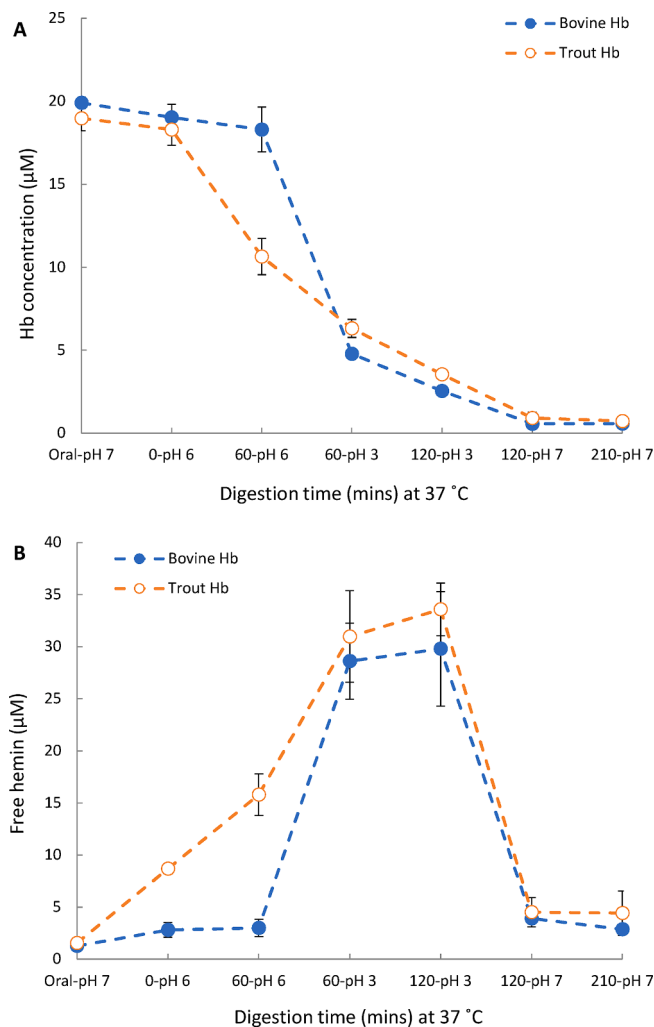 A
25
20
15
10
5
0
Hb concentration (μM)
Bovine Hb
Trout Hb
Oral-pH 7 0-pH 6 60-pH 6 60-pH 3 120-pH 3 120-pH 7 210-pH 7
Digestion time (mins) at 37 ˚C
B
40
35
30
25
20
15
10
5
0
Free hemin (μM)
Bovine Hb
Trout Hb
Oral-pH 7 0-pH 6 60-pH 6 60-pH 3 120-pH 3 120-pH 7 210-pH 7
Digestion time (mins) at 37 ˚C